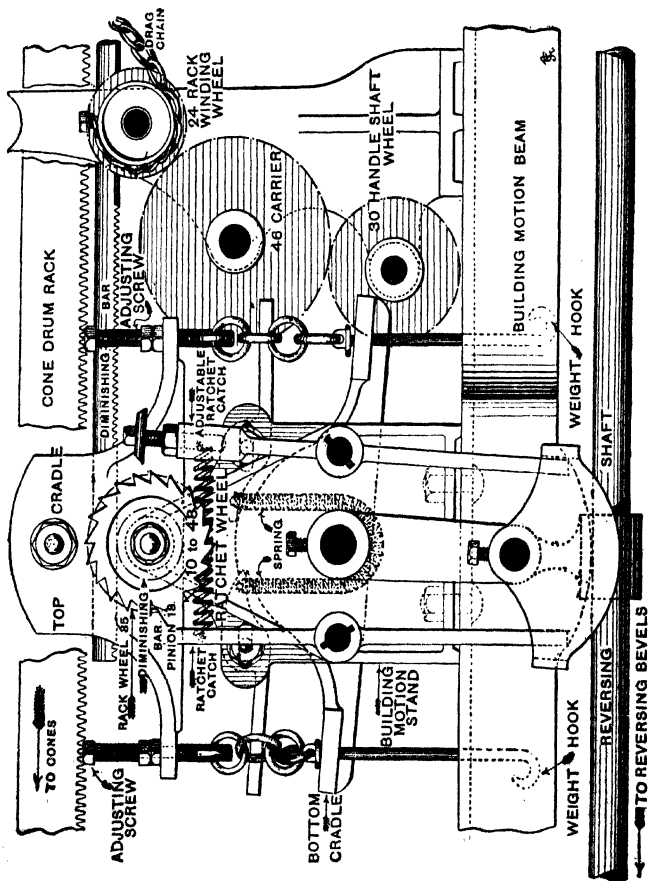 TO CONES
TOP CRADLE
CONE DRUM RACK
DIMINISHING BAR
ADJUSTING
SCREW
ADJUSTING
SCREW
DRAG
CHAIN
24 RACK
WINDING
WHEEL
RACK WHEEL 85
DIMINISHING
BAR
PINION 18.
10 to 48
RATCHET WHEEL
RATCHET
CATCH
ADJUSTABLE
RATCHET
CATCH
SPRING
46 CARRIER
30 HANDLE SHAFT
WHEEL
BOTTOM
CRADLE
BUILDING
MOTION
STAND
BUILDING MOTION BEAM
WEIGHT HOOK
WEIGHT HOOK
REVERSING SHAFT
TO REVERSING BEVELS